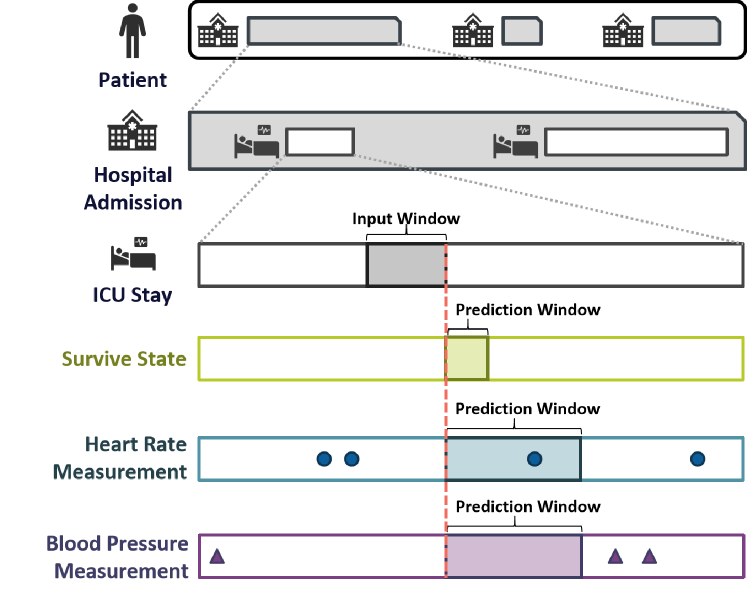 Patient
Hospital
Admission
Input Window
ICU Stay
Prediction Window
Survive State
Prediction Window
Heart Rate
Measurement
Prediction Window
Blood Pressure
Measurement